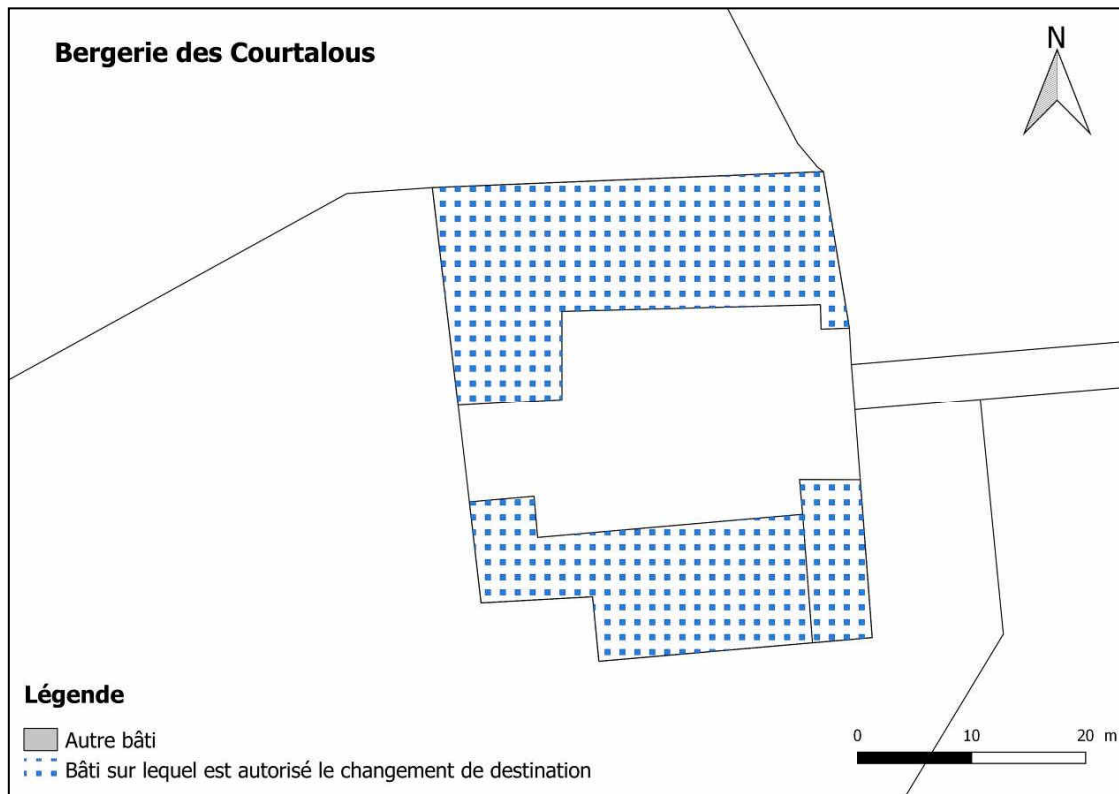 Bergerie des Courtalous
N
Légende
Autre bâti
Bâti sur lequel est autorisé le changement de destination
0 10 20 m